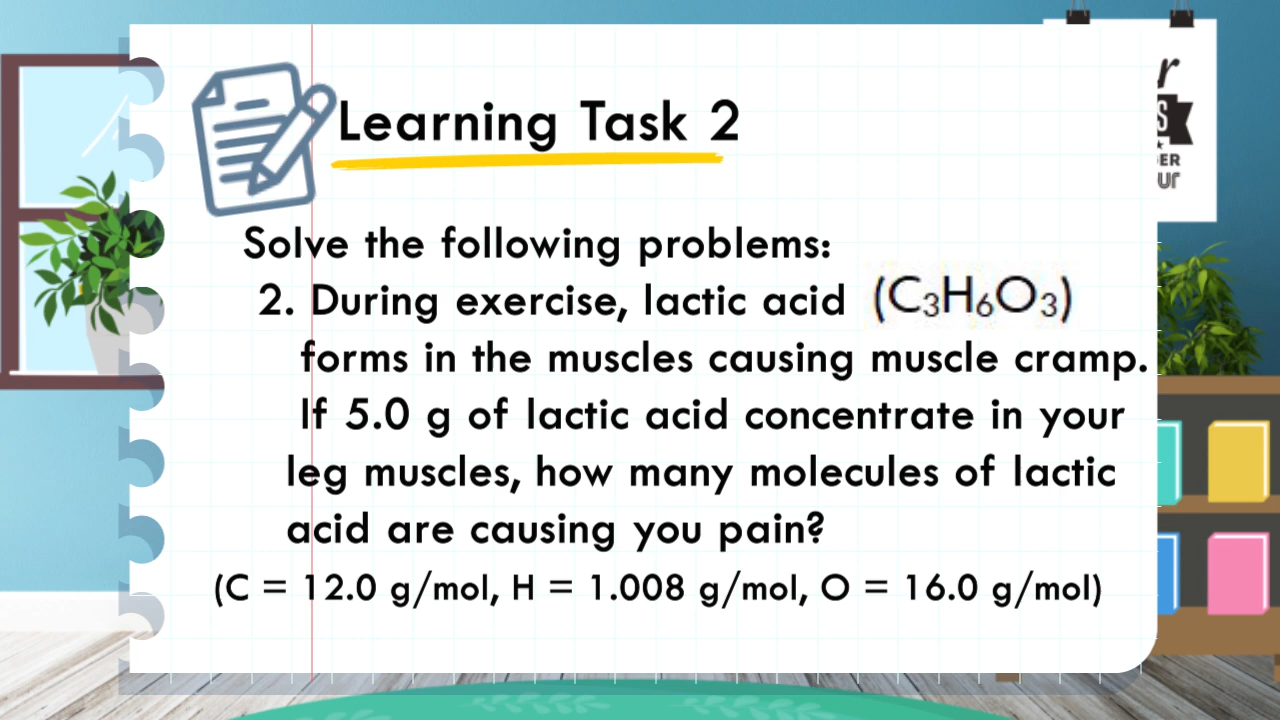 Learning Task 2
Solve the following problems:
2. During exercise, lactic acid (C₃H₆O₃)
forms in the muscles causing muscle cramp.
If 5.0 g of lactic acid concentrate in your
leg muscles, how many molecules of lactic
acid are causing you pain?
(C = 12.0 g/mol, H = 1.008 g/mol, O = 16.0 g/mol)